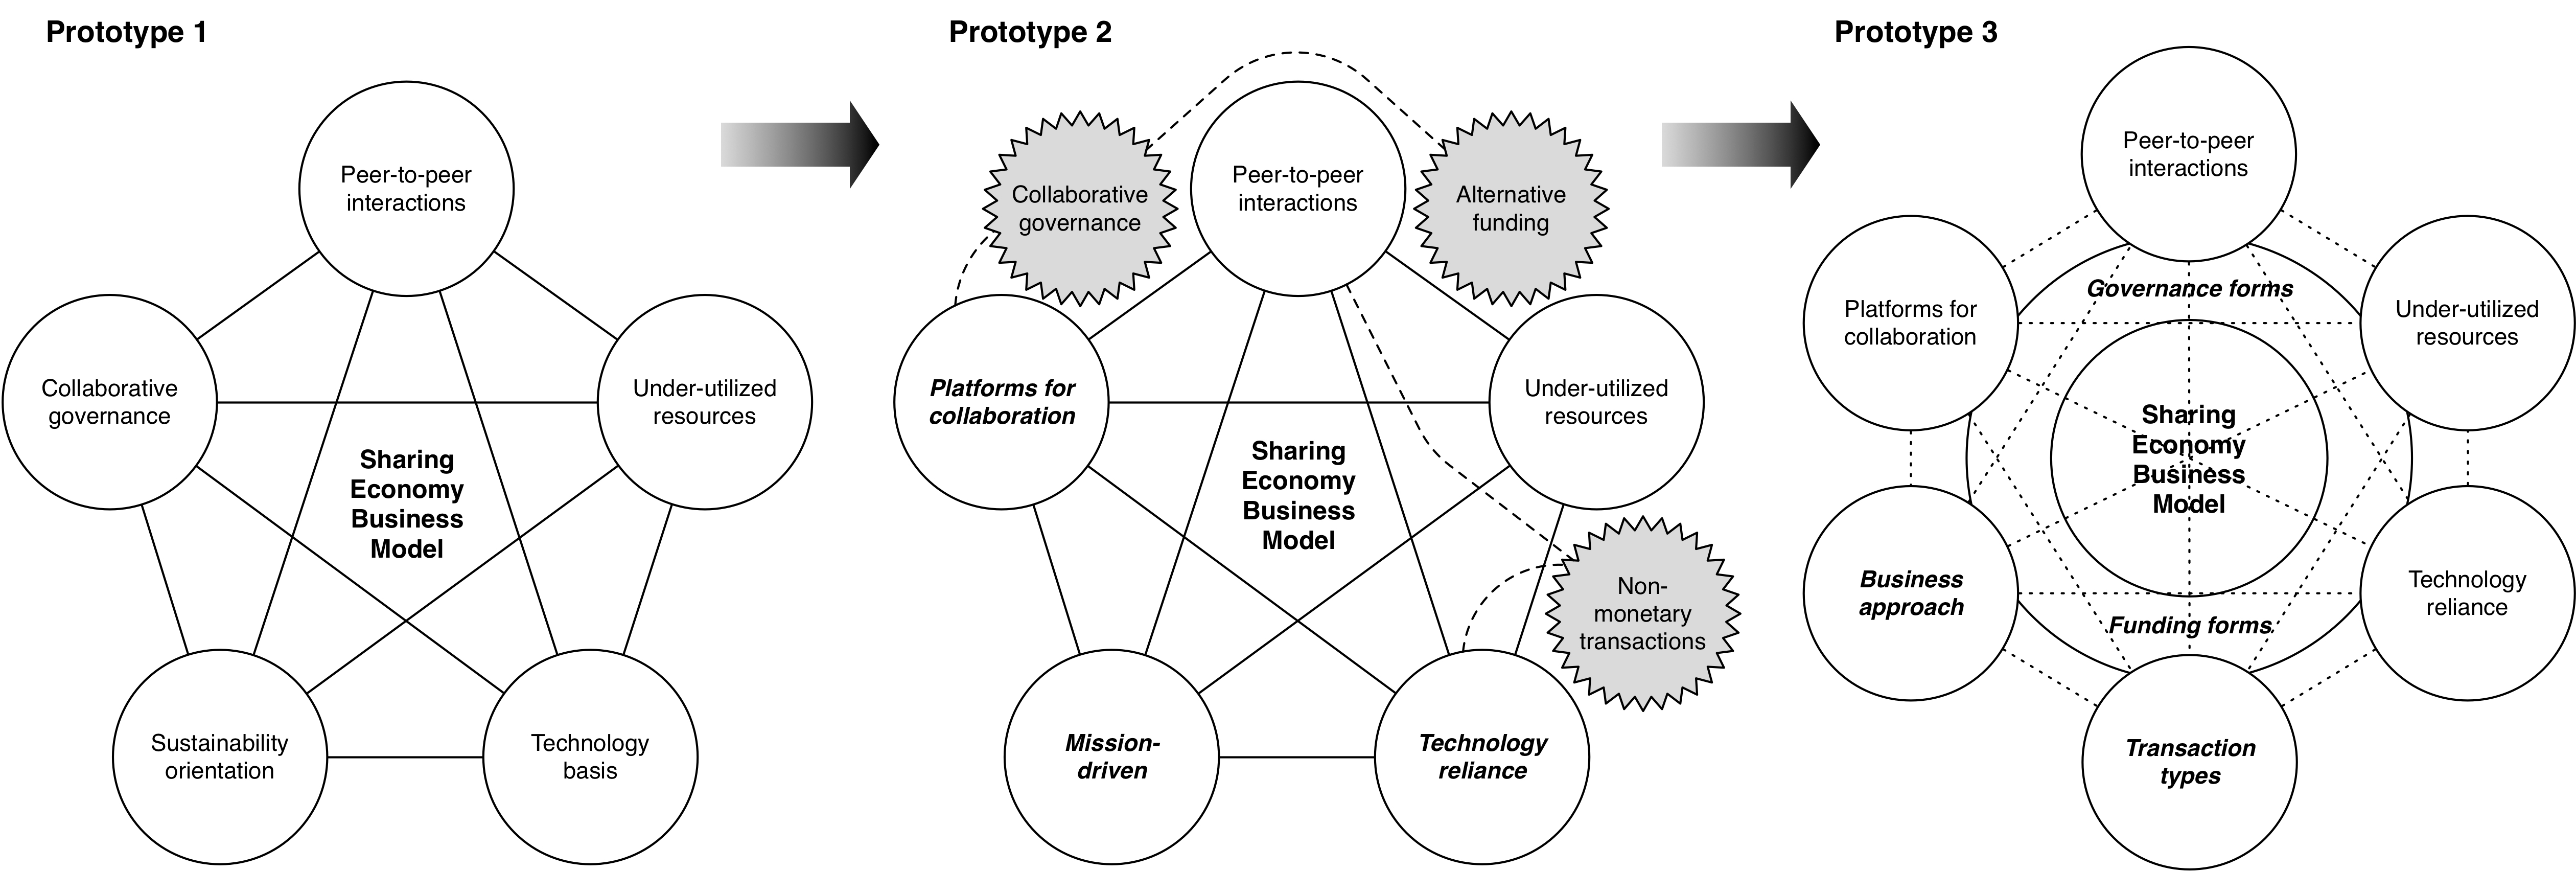 Prototype 1
Peer-to-peer
interactions
Collaborative
governance
Under-utilized
resources
Sharing
Economy
Business
Model
Sustainability
orientation
Technology
basis
Prototype 2
Collaborative
governance
Peer-to-peer
interactions
Alternative
funding
Platforms for
collaboration
Under-utilized
resources
Sharing
Economy
Business
Model
Non-
monetary
transactions
Mission-
driven
Technology
reliance
Prototype 3
Peer-to-peer
interactions
Governance forms
Platforms for
collaboration
Under-utilized
resources
Sharing
Economy
Business
Model
Business
approach
Technology
reliance
Funding forms
Transaction
types